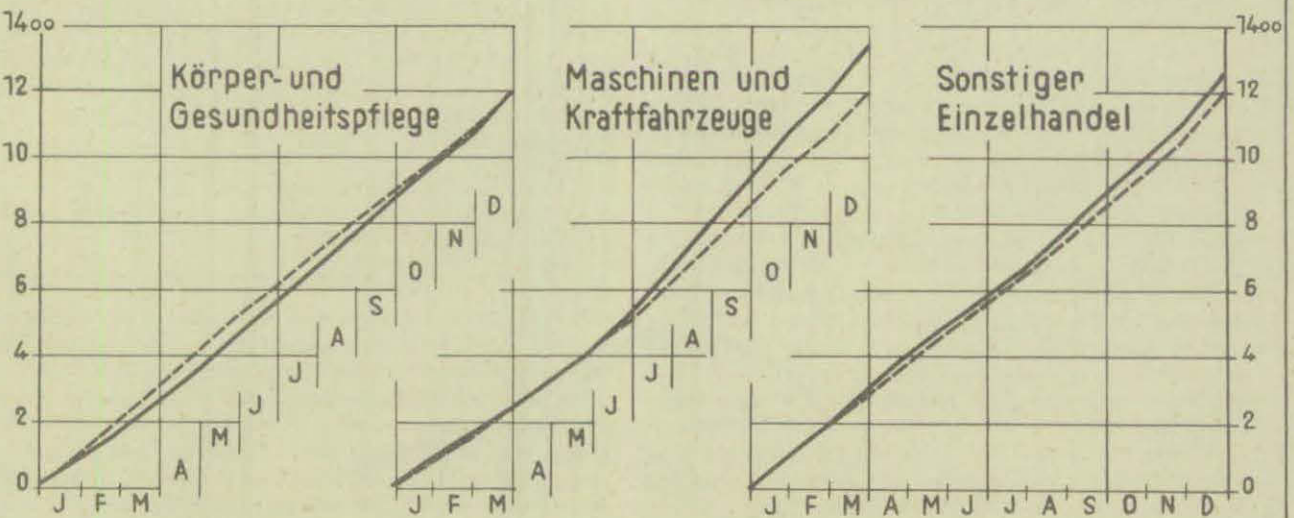 1400
12
10
8
6
4
2
0
Körper- und
Gesundheitspflege
J F M
A
M
J
J
A
S
O
N
D
Maschinen und
Kraftfahrzeuge
J F M
A
M
J
J
A
S
O
N
D
Sonstiger
Einzelhandel
J F M A M J J A S O N D
1400
12
10
8
6
4
2
0